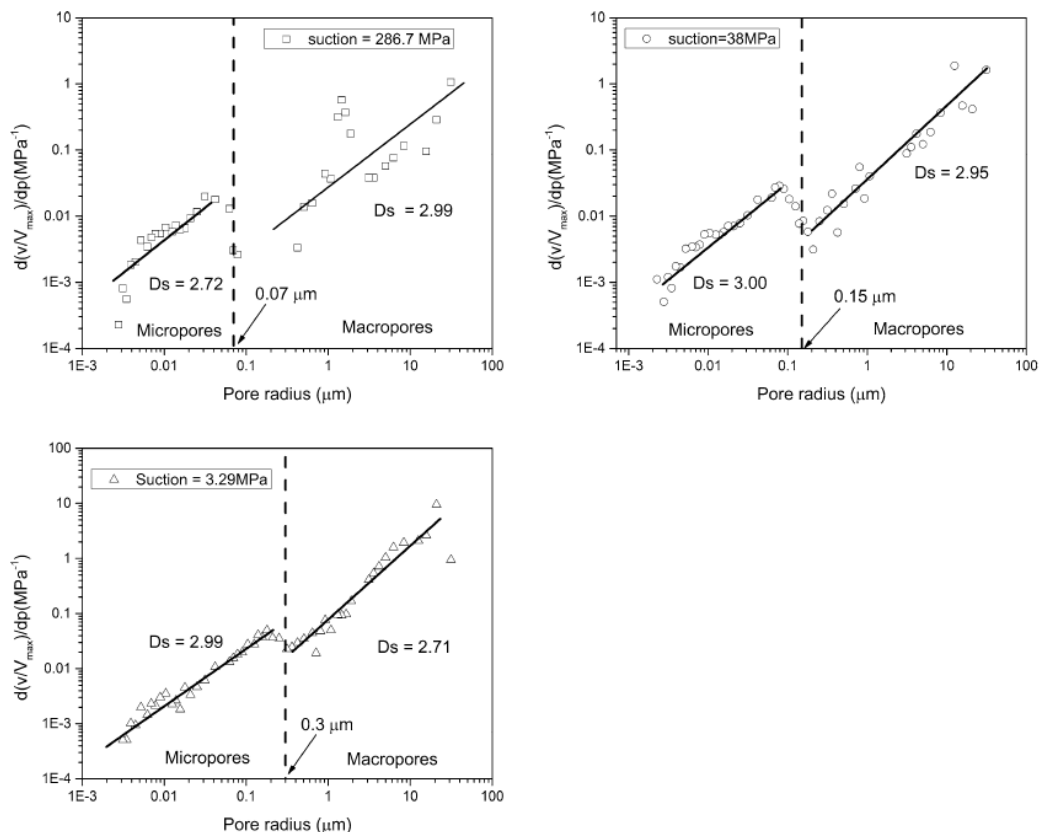 suction = 286.7 MPa
d(v/Vmax)/dp(MPa⁻¹)
10
1
0.1
0.01
1E-3
1E-4
Ds = 2.72
Ds = 2.99
0.07 μm
Micropores
Macropores
1E-3
0.01
0.1
1
10
100
Pore radius (μm)
suction=38MPa
d(v/Vmax)/dp(MPa⁻¹)
10
1
0.1
0.01
1E-3
1E-4
Ds = 2.95
Ds = 3.00
0.15 μm
Micropores
Macropores
0.01
0.1
1
10
100
1E-3
Pore radius (μm)
Suction = 3.29MPa
d(v/Vmax)/dp(MPa⁻¹)
100
10
1
0.1
0.01
1E-3
1E-4
Ds = 2.99
Ds = 2.71
0.3 μm
Micropores
Macropores
1E-3
0.01
0.1
1
10
100
Pore radius (μm)